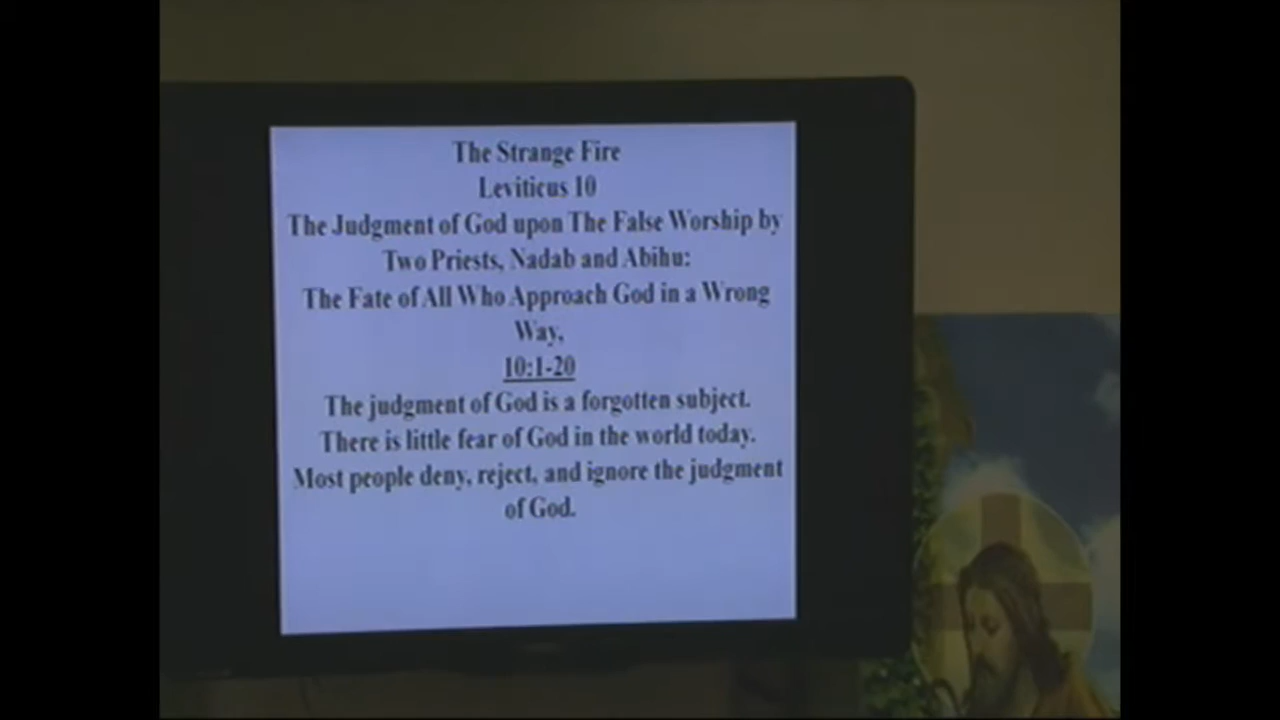 The Strange Fire
Leviticus 10
The Judgment of God upon The False Worship by
Two Priests, Nadab and Abihu:
The Fate of All Who Approach God in a Wrong
Way,
10:1-20
The judgment of God is a forgotten subject.
There is little fear of God in the world today.
Most people deny, reject, and ignore the judgment
of God.